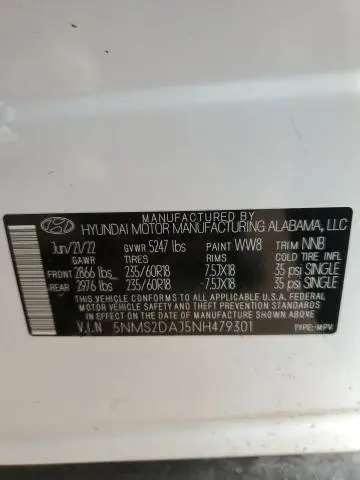 MANUFACTURED BY
HYUNDAI MOTOR MANUFACTURING ALABAMA, LLC
Jun/21/22 GVWR 5247 lbs PAINT WW8 TRIM NNB
GAWR TIRES RIMS COLD TIRE INFL
FRONT 2866 lbs 235/60R18 7.5JX18 35 psi SINGLE
REAR 2976 lbs 235/60R18 -7.5JX18 35 psi SINGLE
THIS VEHICLE CONFORMS TO ALL APPLICABLE U.S. FEDERAL
MOTOR VEHICLE SAFETY AND THEFT PREVENTION STANDARDS
IN EFFECT ON THE DATE OF MANUFACTURE SHOWN ABOVE.
V.I.N 5NMS2DAJ5NH479301 TYPE:-MPV